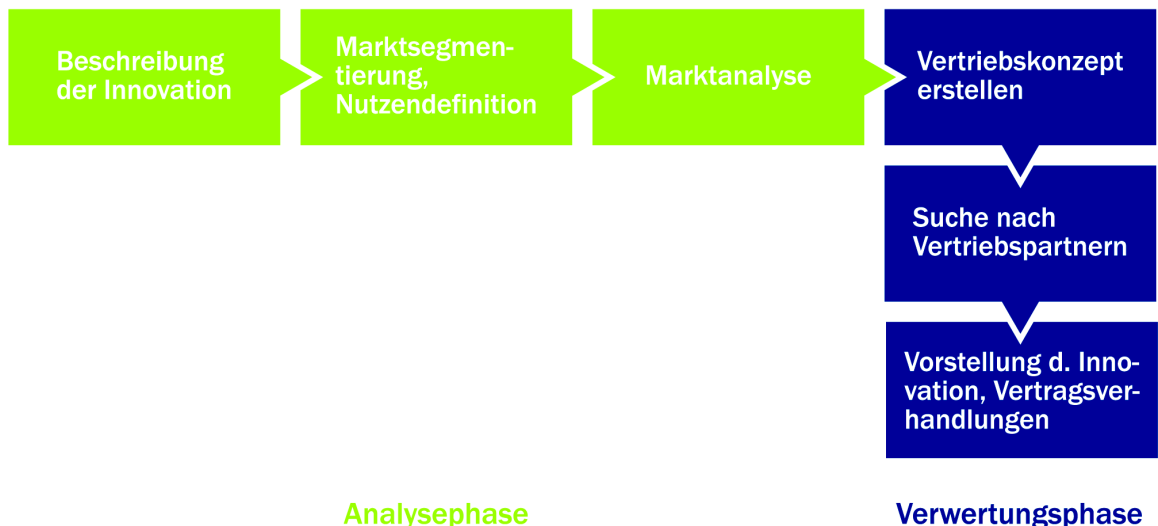 Beschreibung
der Innovation
Marktsegmen-
tierung,
Nutzendefinition
Marktanalyse
Vertriebskonzept
erstellen
Suche nach
Vertriebspartnern
Vorstellung d. Inno-
vation, Vertragsver-
handlungen
Analysephase
Verwertungsphase